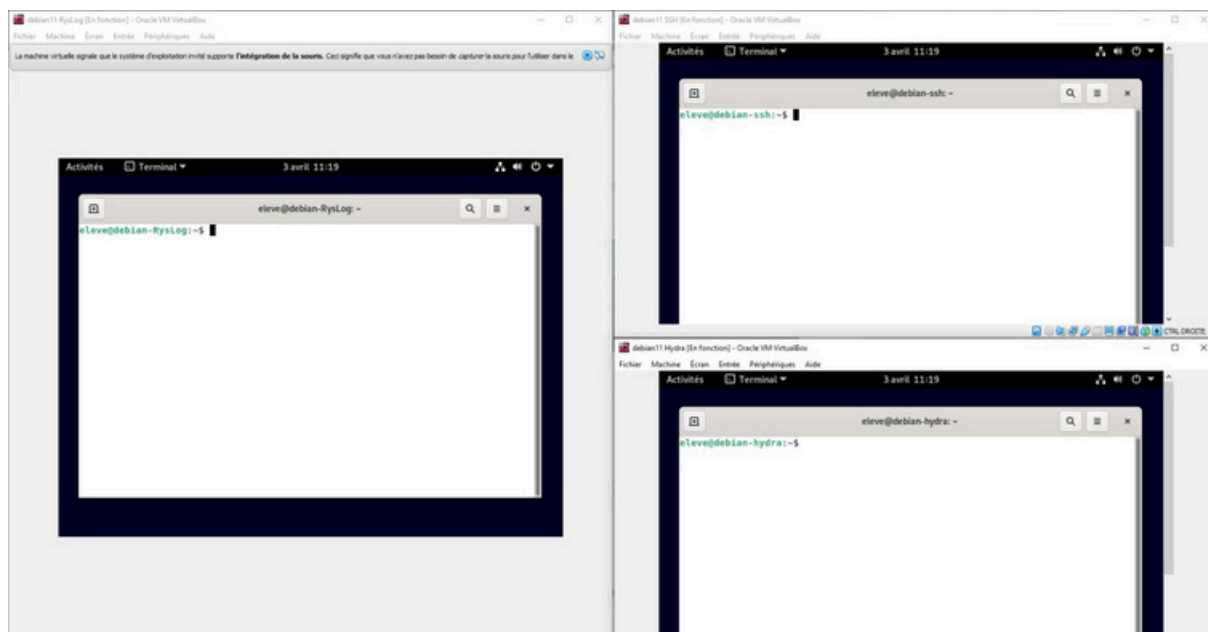 debian11 RysLog [En fonction] - Oracle VM VirtualBox
Fichier Machine Écran Entrée Périphériques Aide
La machine virtuelle signale que le système d'exploitation invité supporte l'intégration de la souris. Ceci signifie que vous n'avez pas besoin de capturer la souris pour l'utiliser dans le
Activités Terminal 3 avril 11:19
eleve@debian-RysLog: ~
eleve@debian-RysLog:~$
debian11 SSH [En fonction] - Oracle VM VirtualBox
Fichier Machine Écran Entrée Périphériques Aide
Activités Terminal 3 avril 11:19
eleve@debian-ssh: ~
eleve@debian-ssh:~$
CTRL DROITE
debian11 Hydra [En fonction] - Oracle VM VirtualBox
Fichier Machine Écran Entrée Périphériques Aide
Activités Terminal 3 avril 11:19
eleve@debian-hydra: ~
eleve@debian-hydra:~$